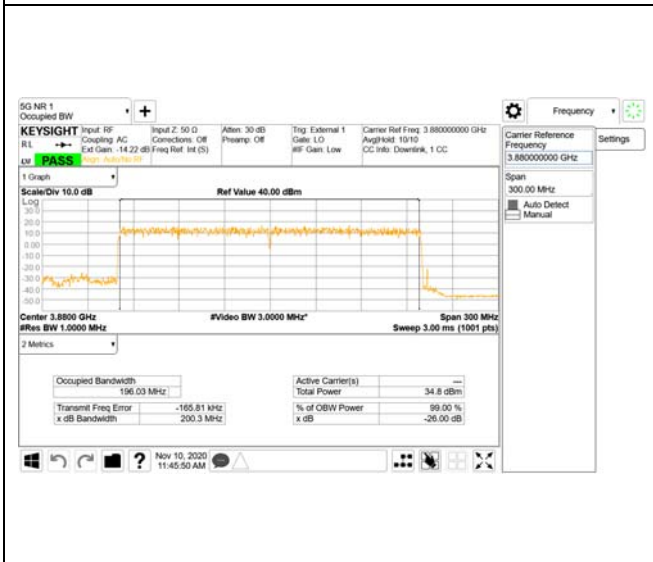 5G NR 1
Occupied BW
+
Frequency
KEYSIGHT
RL
LXI
PASS
Input: RF
Coupling: AC
Ext Gain: -14.22 dB
Align: Auto/No RF
Input Z: 50 Ω
Corrections: Off
Freq Ref: Int (S)
Atten: 30 dB
Preamp: Off
Trig: External 1
Gate: LO
#IF Gain: Low
Carrier Ref Freq: 3.880000000 GHz
Avg|Hold: 10/10
CC Info: Downlink, 1 CC
Carrier Reference
Frequency
3.880000000 GHz
Settings
Span
300.00 MHz
Auto Detect
Manual
1 Graph
Scale/Div 10.0 dB
Ref Value 40.00 dBm
Log
30.0
20.0
10.0
0.00
-10.0
-20.0
-30.0
-40.0
-50.0
Center 3.8800 GHz
#Video BW 3.0000 MHz*
Span 300 MHz
#Res BW 1.0000 MHz
Sweep 3.00 ms (1001 pts)
2 Metrics
Occupied Bandwidth
196.03 MHz
Active Carrier(s)
---
Total Power
34.8 dBm
Transmit Freq Error
-165.81 kHz
% of OBW Power
99.00 %
x dB Bandwidth
200.3 MHz
x dB
-26.00 dB
?
Nov 10, 2020
11:45:50 AM